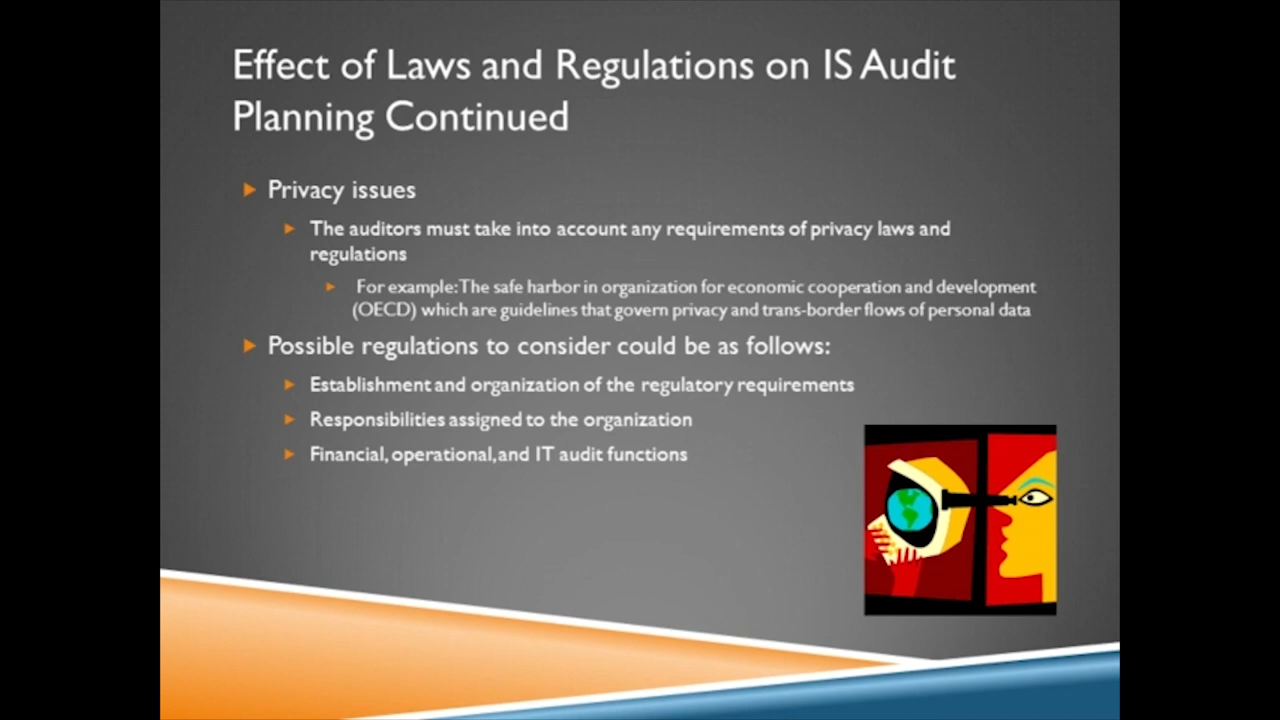 Effect of Laws and Regulations on IS Audit
Planning Continued
Privacy issues
The auditors must take into account any requirements of privacy laws and
regulations
For example: The safe harbor in organization for economic cooperation and development
(OECD) which are guidelines that govern privacy and trans-border flows of personal data
Possible regulations to consider could be as follows:
Establishment and organization of the regulatory requirements
Responsibilities assigned to the organization
Financial, operational, and IT audit functions